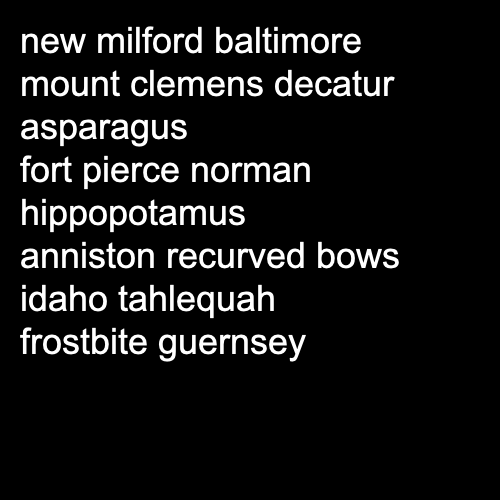 new milford baltimore
mount clemens decatur
asparagus
fort pierce norman
hippopotamus
anniston recurved bows
idaho tahlequah
frostbite guernsey